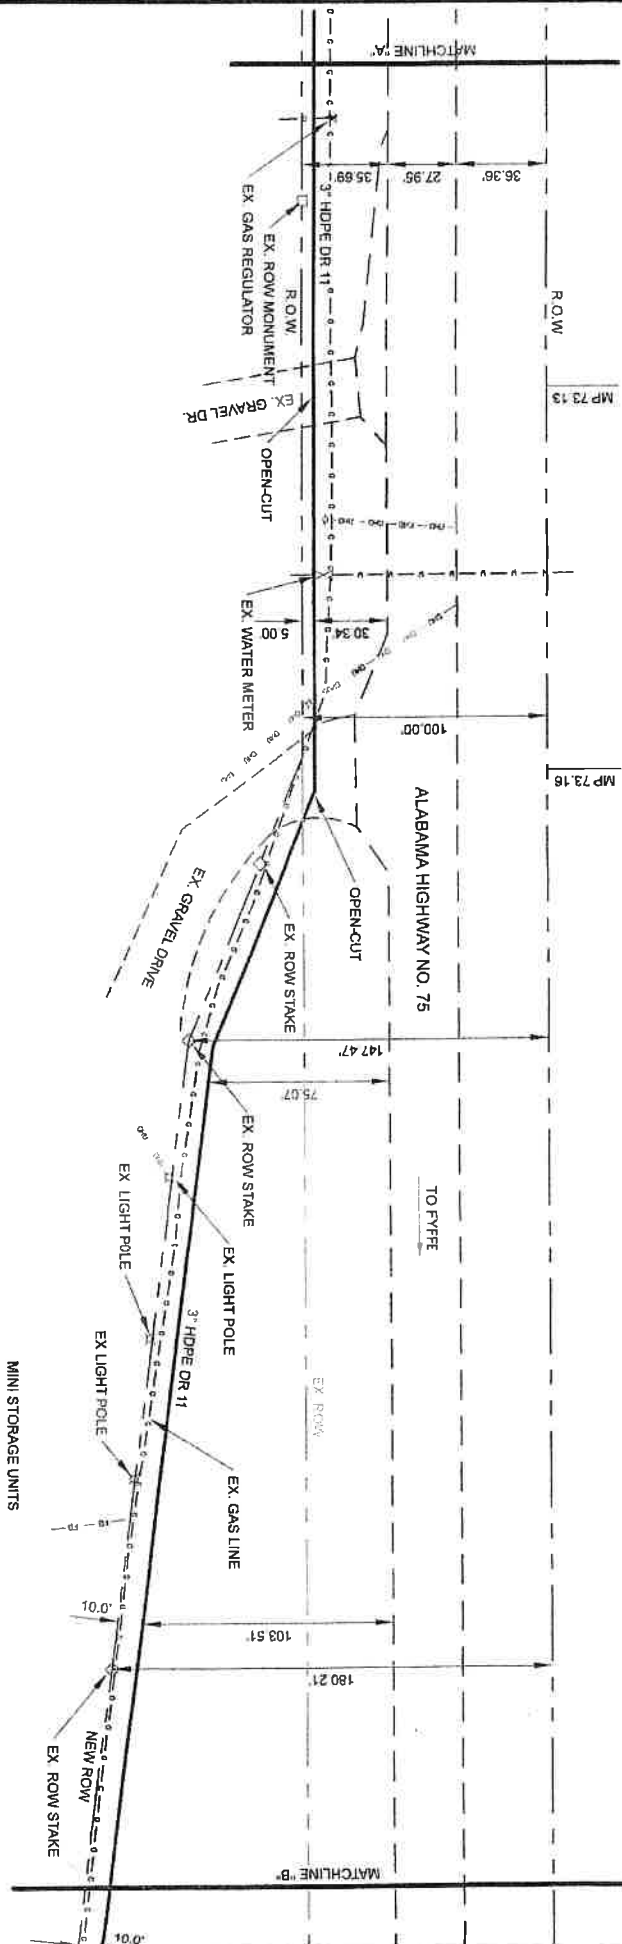 MATCHLINE "A"
36.36'
27.95'
35.69'
3" HDPE DR 11
EX. GAS REGULATOR
EX. ROW MONUMENT
R.O.W.
R.O.W
MP 73.13
EX. GRAVEL DR.
OPEN-CUT
EX. WATER METER
5.00'
30.34'
100.00'
MP 73.16
ALABAMA HIGHWAY NO. 75
OPEN-CUT
EX. GRAVEL DRIVE
EX. ROW STAKE
147.47'
75.07'
EX. ROW STAKE
TO FYFFE
EX. LIGHT POLE
EX LIGHT POLE
3" HDPE DR 11
EX. ROW
EX LIGHT POLE
EX. GAS LINE
MINI STORAGE UNITS
10.0'
103.51'
180.21'
EX. ROW STAKE
NEW ROW
MATCHLINE "B"
10.0'